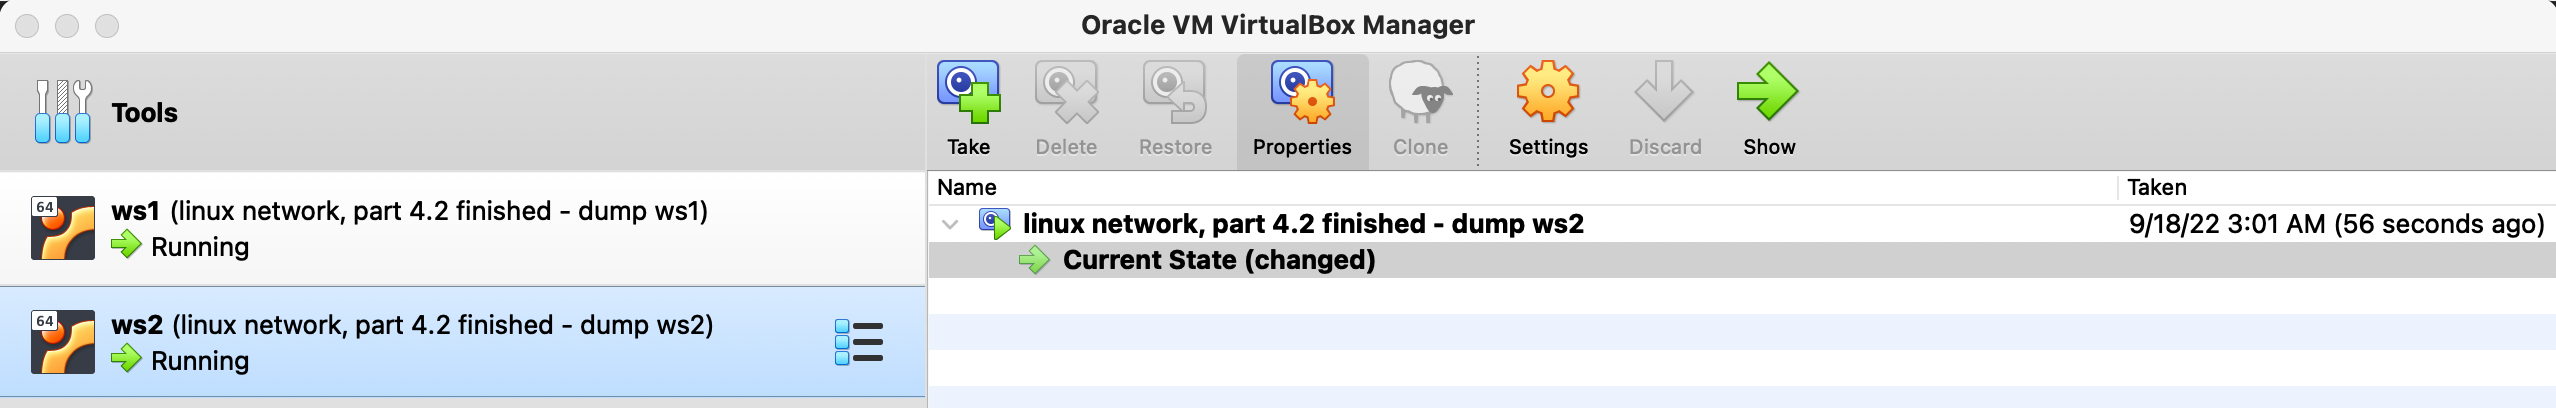 Oracle VM VirtualBox Manager
Tools
Take
Delete
Restore
Properties
Clone
Settings
Discard
Show
64
ws1 (linux network, part 4.2 finished - dump ws1)
Running
64
ws2 (linux network, part 4.2 finished - dump ws2)
Running
Name
Taken
linux network, part 4.2 finished - dump ws2
9/18/22 3:01 AM (56 seconds ago)
Current State (changed)